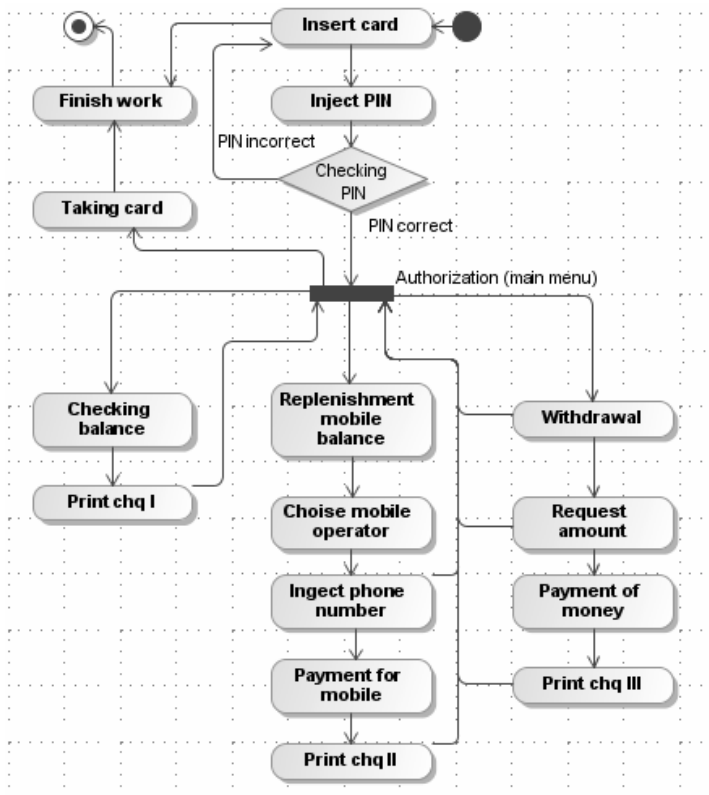 Insert card
Finish work
Inject PIN
PIN incorrect
Checking
PIN
Taking card
PIN correct
Authorization (main menu)
Checking
balance
Replenishment
mobile
balance
Withdrawal
Print chq I
Choise mobile
operator
Request
amount
Ingect phone
number
Payment of
money
Payment for
mobile
Print chq III
Print chq II